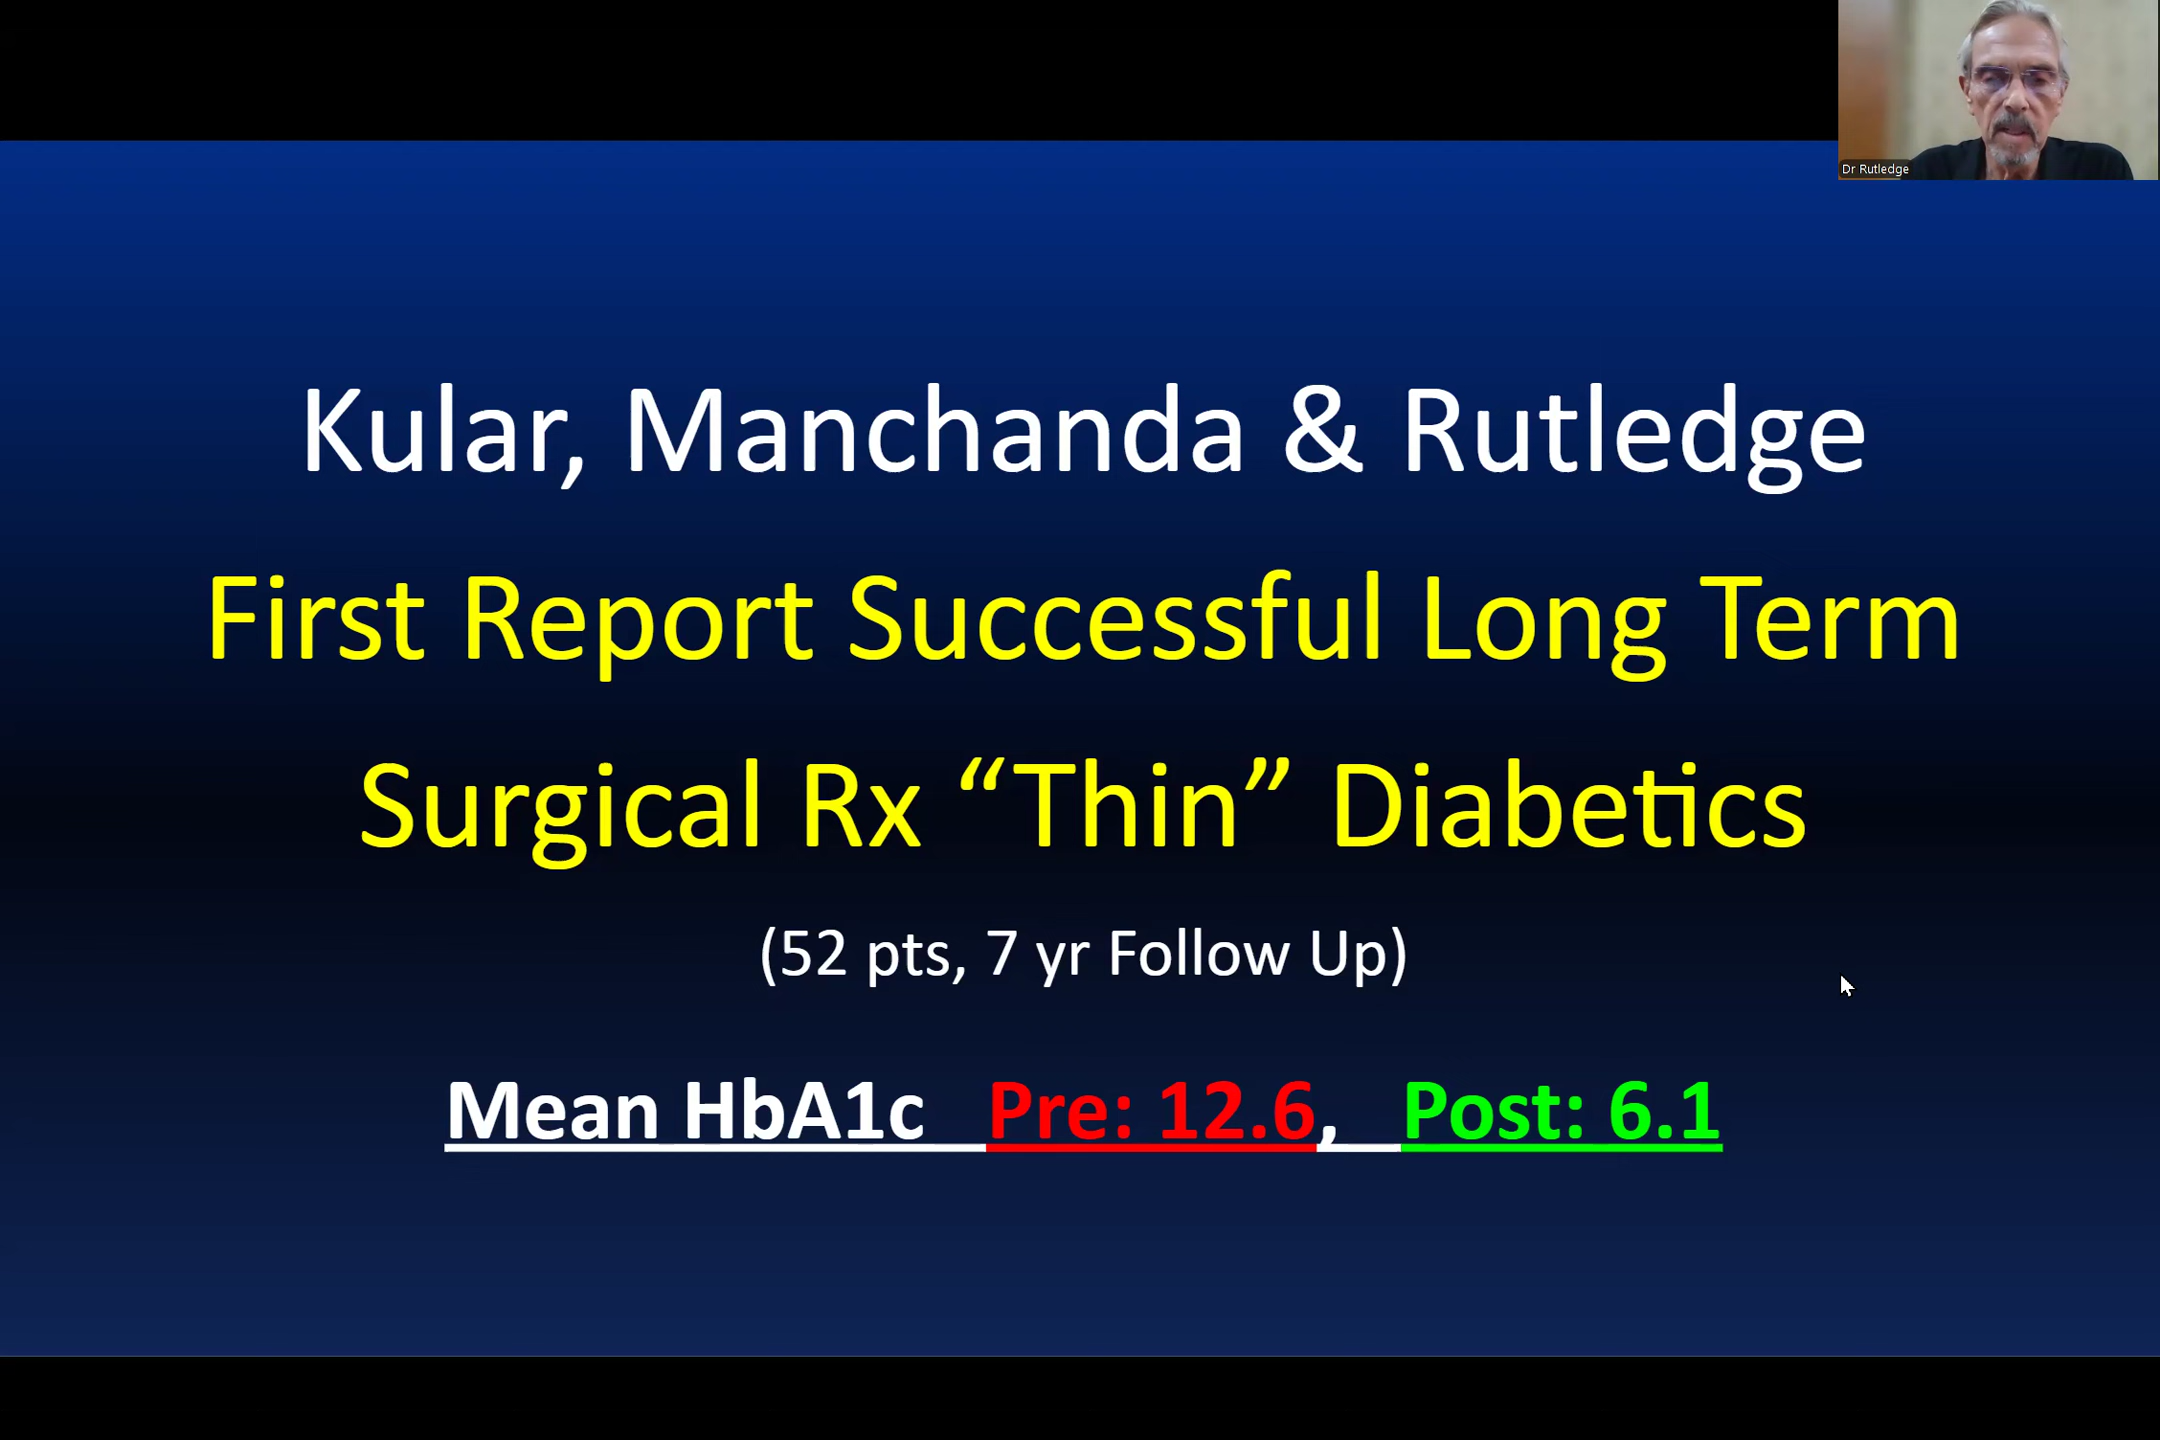 Dr Rutledge
Kular, Manchanda & Rutledge
First Report Successful Long Term
Surgical Rx “Thin” Diabetics
(52 pts, 7 yr Follow Up)
Mean HbA1c   Pre: 12.6,   Post: 6.1